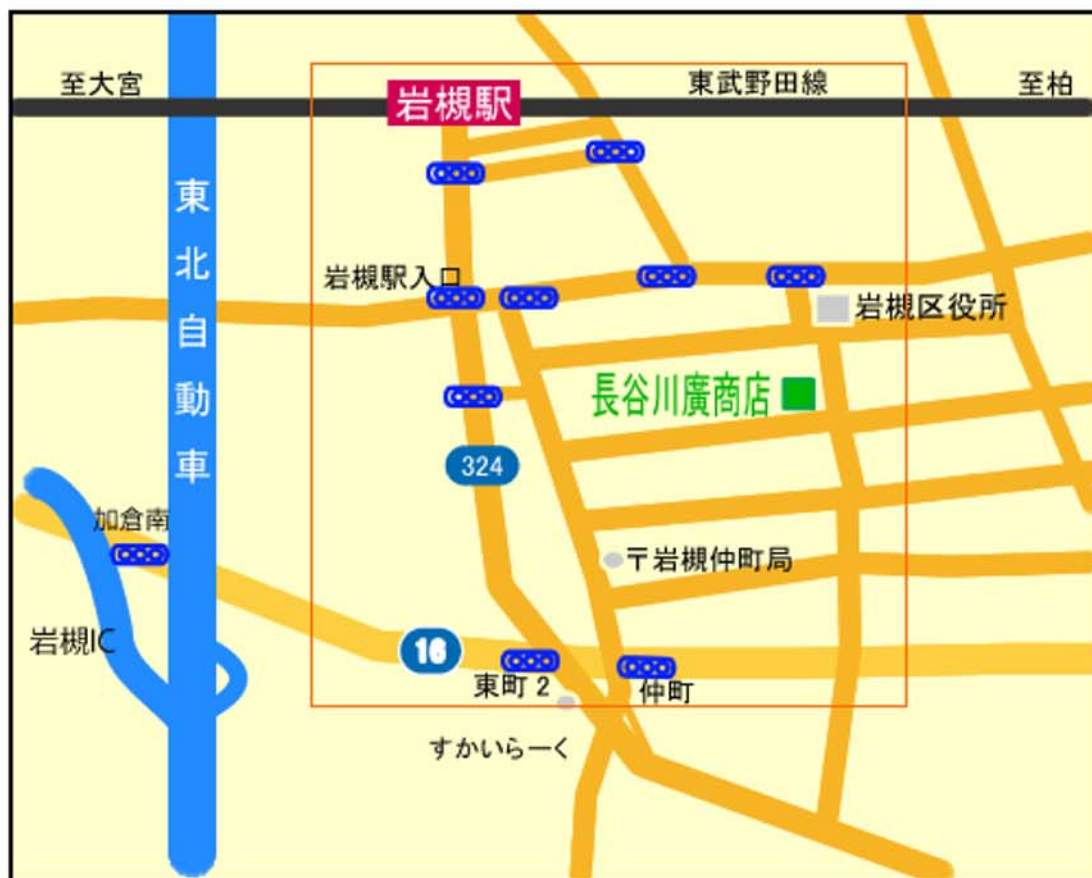 至大宮
岩槻駅
東武野田線
至柏
東北自動車
岩槻駅入口
岩槻区役所
長谷川廣商店
324
加倉南
〒岩槻仲町局
岩槻IC
16
東町2
仲町
すかいらーく